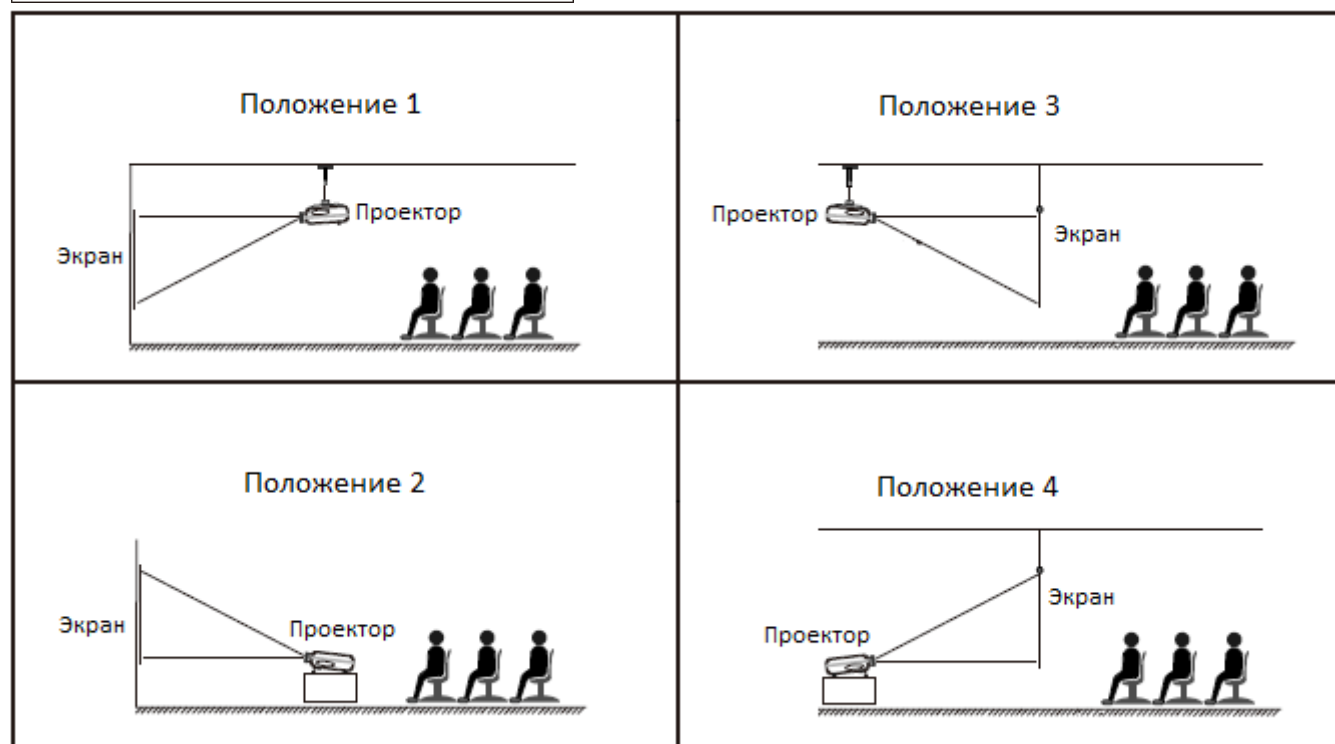 Положение 1
Проектор
Экран
Положение 3
Проектор
Экран
Положение 2
Экран
Проектор
Положение 4
Экран
Проектор